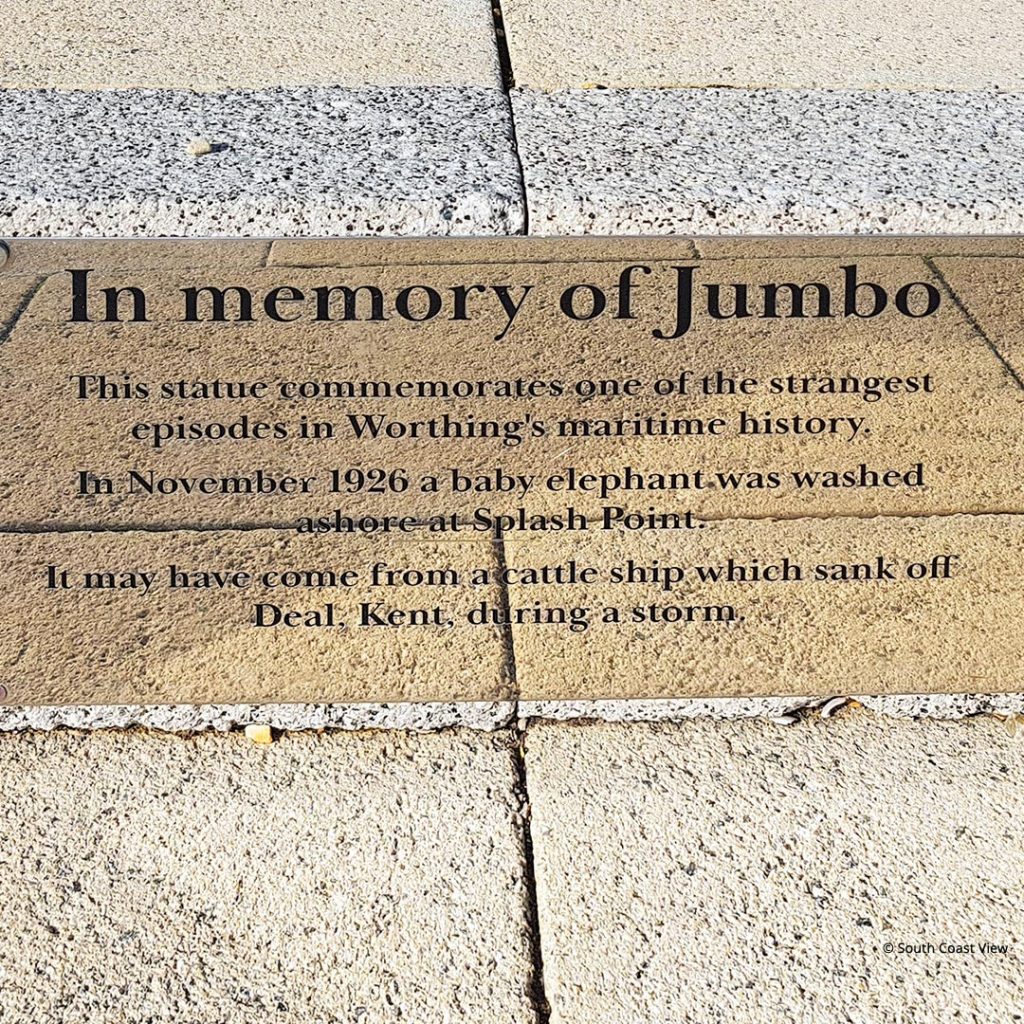 In memory of Jumbo
This statue commemorates one of the strangest
episodes in Worthing's maritime history.
In November 1926 a baby elephant was washed
ashore at Splash Point.
It may have come from a cattle ship which sank off
Deal, Kent, during a storm.
© South Coast View